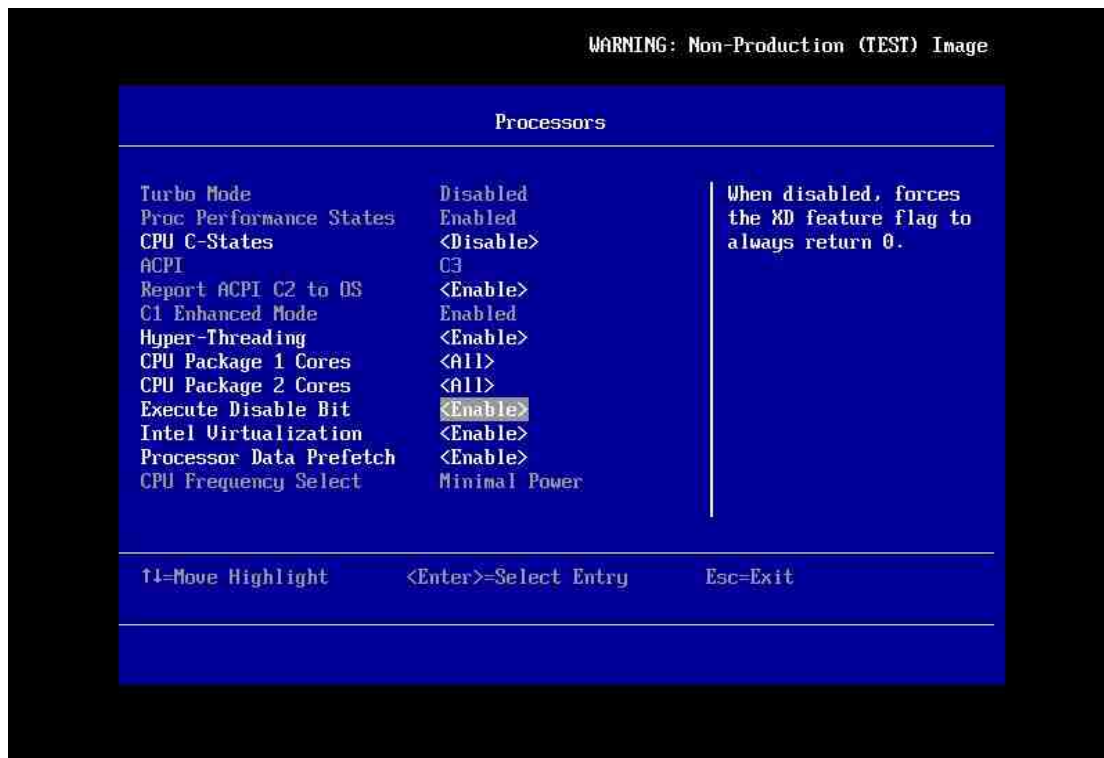 WARNING: Non-Production (TEST) Image
Processors
Turbo Mode Disabled
Proc Performance States Enabled
CPU C-States <Disable>
ACPI C3
Report ACPI C2 to OS <Enable>
C1 Enhanced Mode Enabled
Hyper-Threading <Enable>
CPU Package 1 Cores <All>
CPU Package 2 Cores <All>
Execute Disable Bit <Enable>
Intel Virtualization <Enable>
Processor Data Prefetch <Enable>
CPU Frequency Select Minimal Power
When disabled, forces
the XD feature flag to
always return 0.
↑↓=Move Highlight <Enter>=Select Entry Esc=Exit